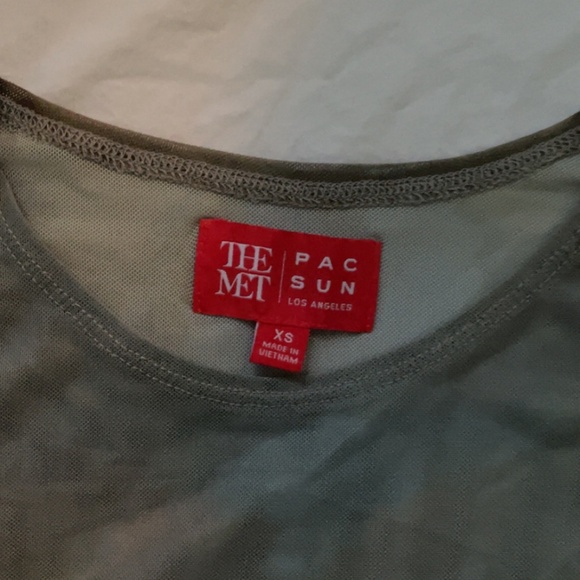 THE MET
PAC SUN
LOS ANGELES
XS
MADE IN
VIETNAM